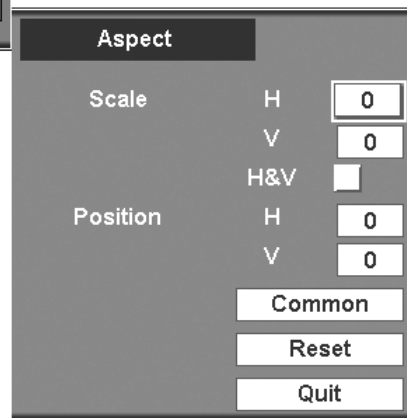 Aspect
Scale H 0
V 0
H&V
Position H 0
V 0
Common
Reset
Quit